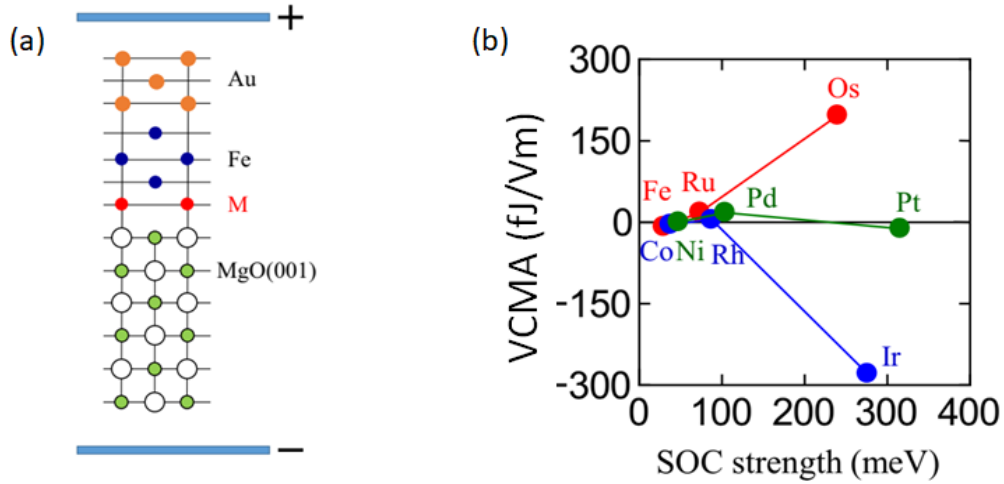 (a)
+
Au
Fe
M
MgO(001)
−
(b)
VCMA (fJ/Vm)
300
150
0
-150
-300
Os
Fe
Ru
Pd
Pt
Co
Ni
Rh
Ir
0 100 200 300 400
SOC strength (meV)